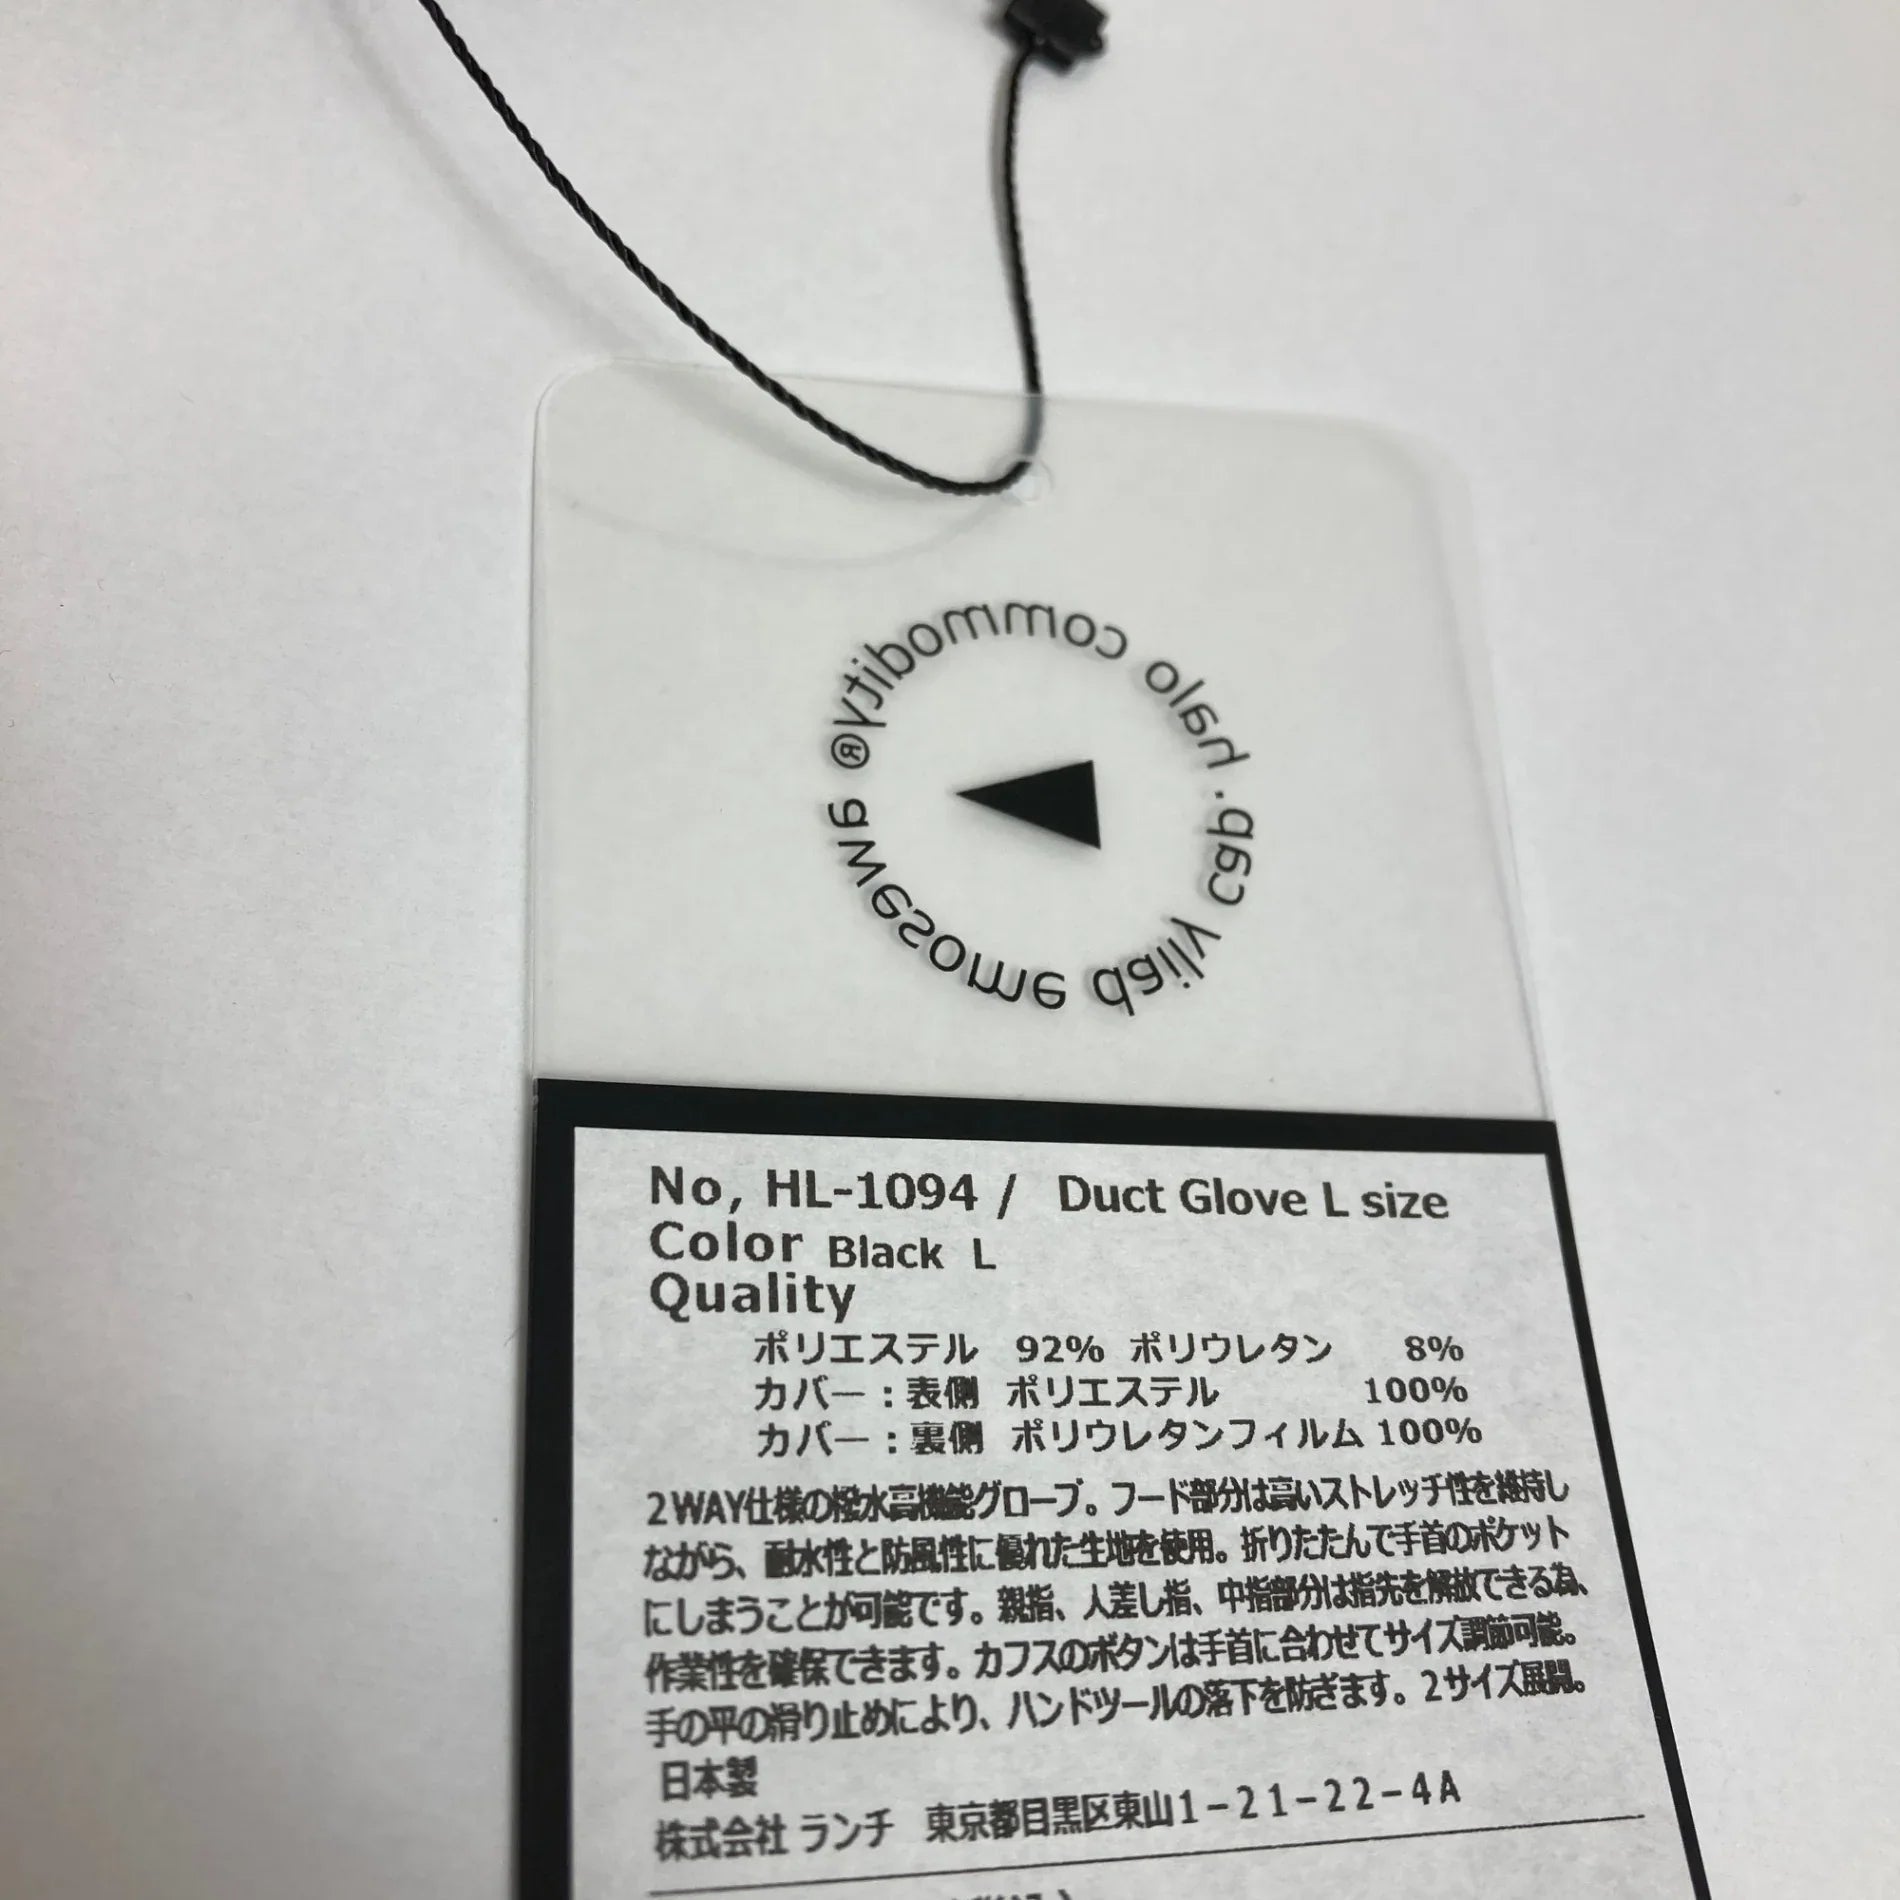 halo commodity® awesome daily cap.
No, HL-1094 / Duct Glove L size
Color Black L
Quality
ポリエステル 92% ポリウレタン 8%
カバー：表側 ポリエステル 100%
カバー：裏側 ポリウレタンフィルム 100%
2WAY仕様の撥水高機能グローブ。フード部分は高いストレッチ性を維持し
ながら、耐水性と防風性に優れた生地を使用。折りたたんで手首のポケット
にしまうことが可能です。親指、人差し指、中指部分は指先を解放できる為、
作業性を確保できます。カフスのボタンは手首に合わせてサイズ調節可能。
手の平の滑り止めにより、ハンドツールの落下を防ぎます。2サイズ展開。
日本製
株式会社 ランチ 東京都目黒区東山1-21-22-4A